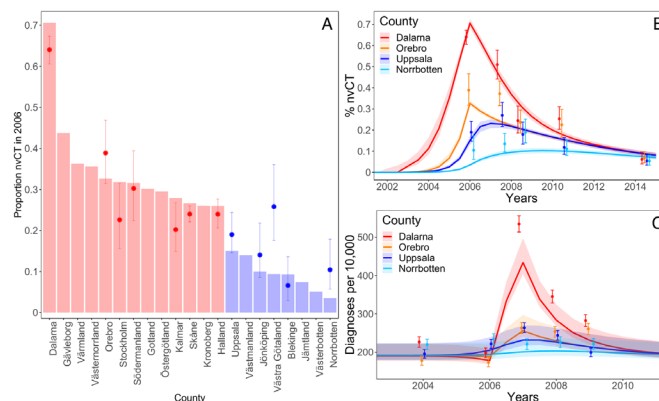 A
Proportion nvCT in 2006
0.7
0.6
0.5
0.4
0.3
0.2
0.1
0
Dalarna
Gävleborg
Värmland
Västernorrland
Orebro
Stockholm
Södermanland
Gotland
Östergötland
Kalmar
Skåne
Kronoberg
Halland
Uppsala
Västmanland
Jönköping
Västra Götaland
Blekinge
Jämtland
Västerbotten
Norrbotten
County
B
% nvCT
0.7
0.6
0.5
0.4
0.3
0.2
0.1
0
County
Dalarna
Orebro
Uppsala
Norrbotten
2002 2004 2006 2008 2010 2012 2014
Years
C
Diagnoses per 10,000
500
400
300
200
County
Dalarna
Orebro
Uppsala
Norrbotten
2004 2006 2008 2010
Years